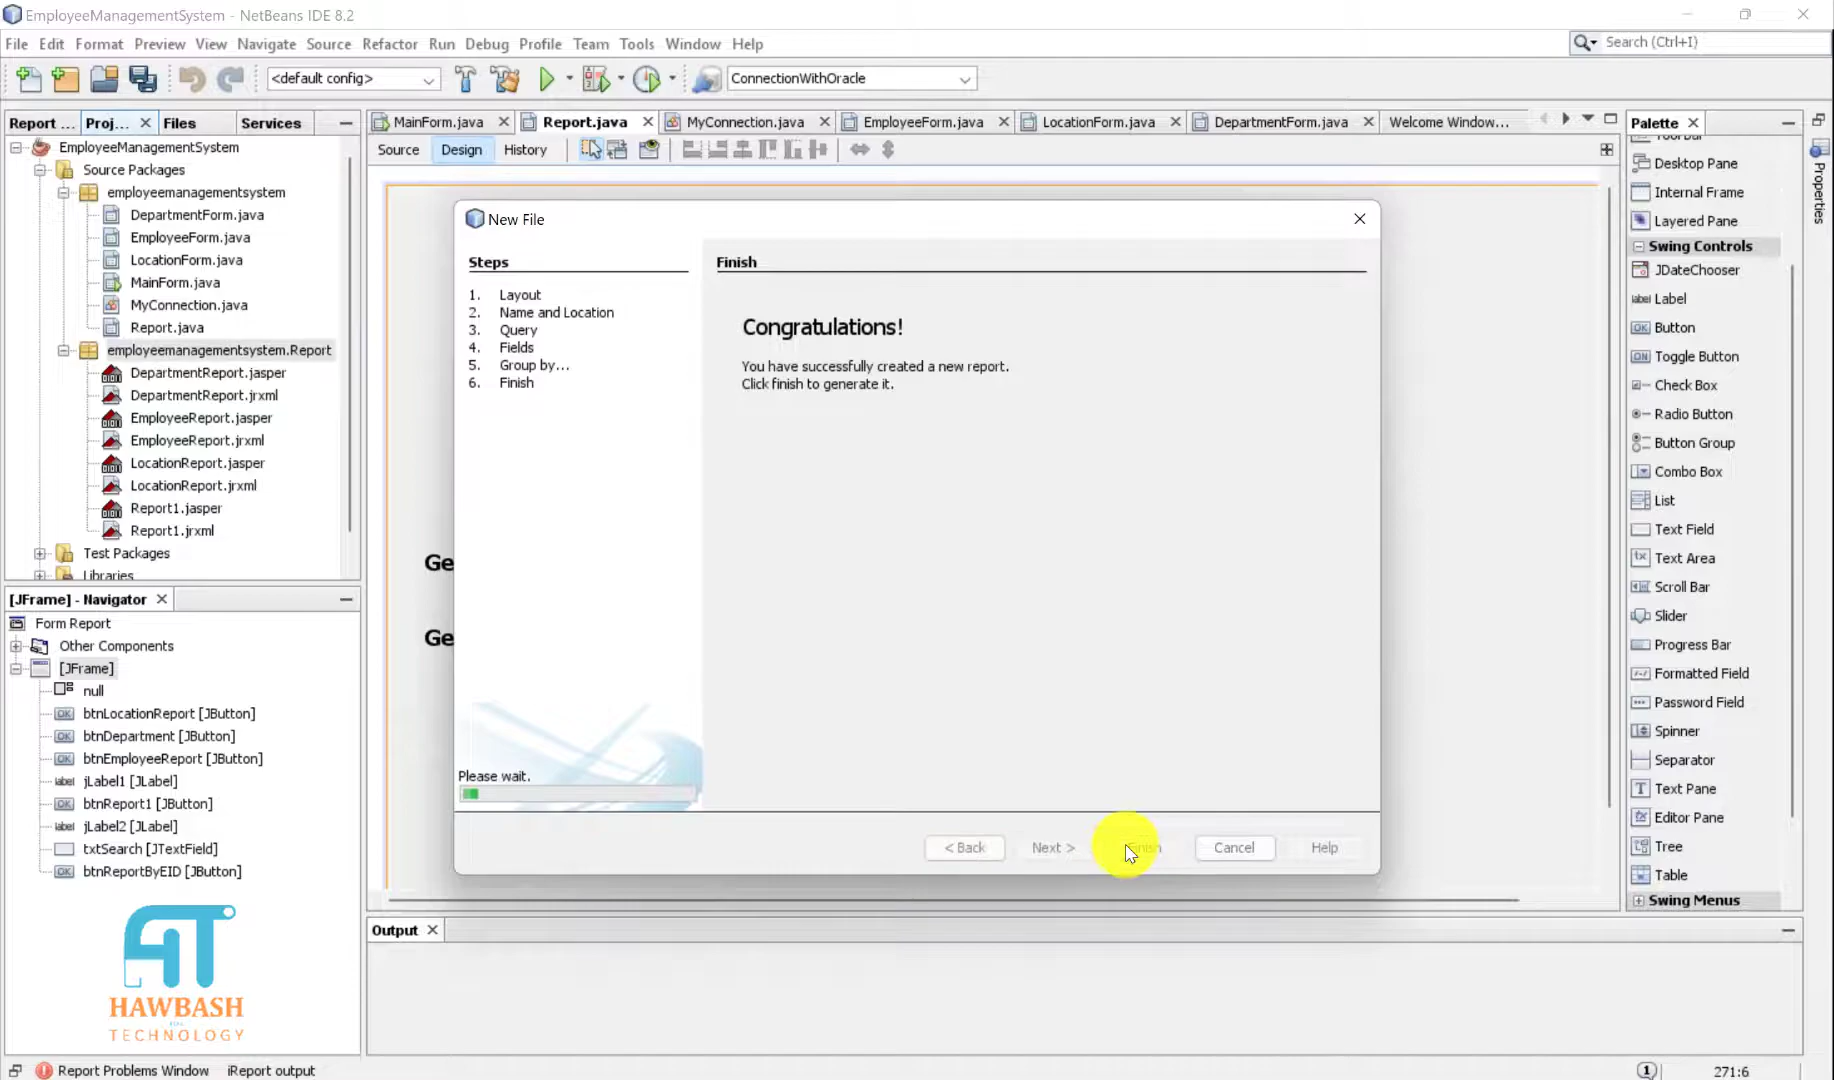 EmployeeManagementSystem - NetBeans IDE 8.2
File Edit Format Preview View Navigate Source Refactor Run Debug Profile Team Tools Window Help
Search (Ctrl+I)
<default config>
ConnectionWithOracle
Report ... Proj... Files Services
MainForm.java Report.java MyConnection.java EmployeeForm.java LocationForm.java DepartmentForm.java Welcome Window...
Source Design History
EmployeeManagementSystem
Source Packages
employeemanagementsystem
DepartmentForm.java
EmployeeForm.java
LocationForm.java
MainForm.java
MyConnection.java
Report.java
employeemanagementsystem.Report
DepartmentReport.jasper
DepartmentReport.jrxml
EmployeeReport.jasper
EmployeeReport.jrxml
LocationReport.jasper
LocationReport.jrxml
Report1.jasper
Report1.jrxml
Test Packages
Libraries
[JFrame] - Navigator
Form Report
Other Components
[JFrame]
null
btnLocationReport [JButton]
btnDepartment [JButton]
btnEmployeeReport [JButton]
jLabel1 [JLabel]
btnReport1 [JButton]
jLabel2 [JLabel]
txtSearch [JTextField]
btnReportByEID [JButton]
HAWBASH
TECHNOLOGY
Ge
Ge
New File
Steps
1. Layout
2. Name and Location
3. Query
4. Fields
5. Group by...
6. Finish
Please wait.
Finish
Congratulations!
You have successfully created a new report.
Click finish to generate it.
< Back Next > Finish Cancel Help
Palette
Desktop Pane
Internal Frame
Layered Pane
Swing Controls
JDateChooser
label Label
OK Button
ON Toggle Button
Check Box
Radio Button
Button Group
Combo Box
List
Text Field
Text Area
Scroll Bar
Slider
Progress Bar
Formatted Field
Password Field
Spinner
Separator
Text Pane
Editor Pane
Tree
Table
Swing Menus
Properties
Output
Report Problems Window iReport output
1
271:6